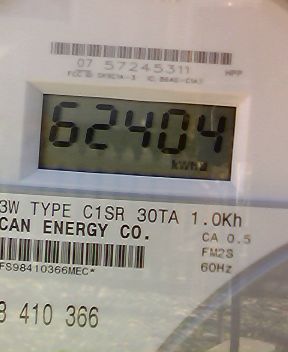 07 57245311 HPP
62404
kWh
3W TYPE C1SR 30TA 1.0Kh
CAN ENERGY CO.
CA 0.5
FM2S
FS98410366MEC*
60Hz
410 366